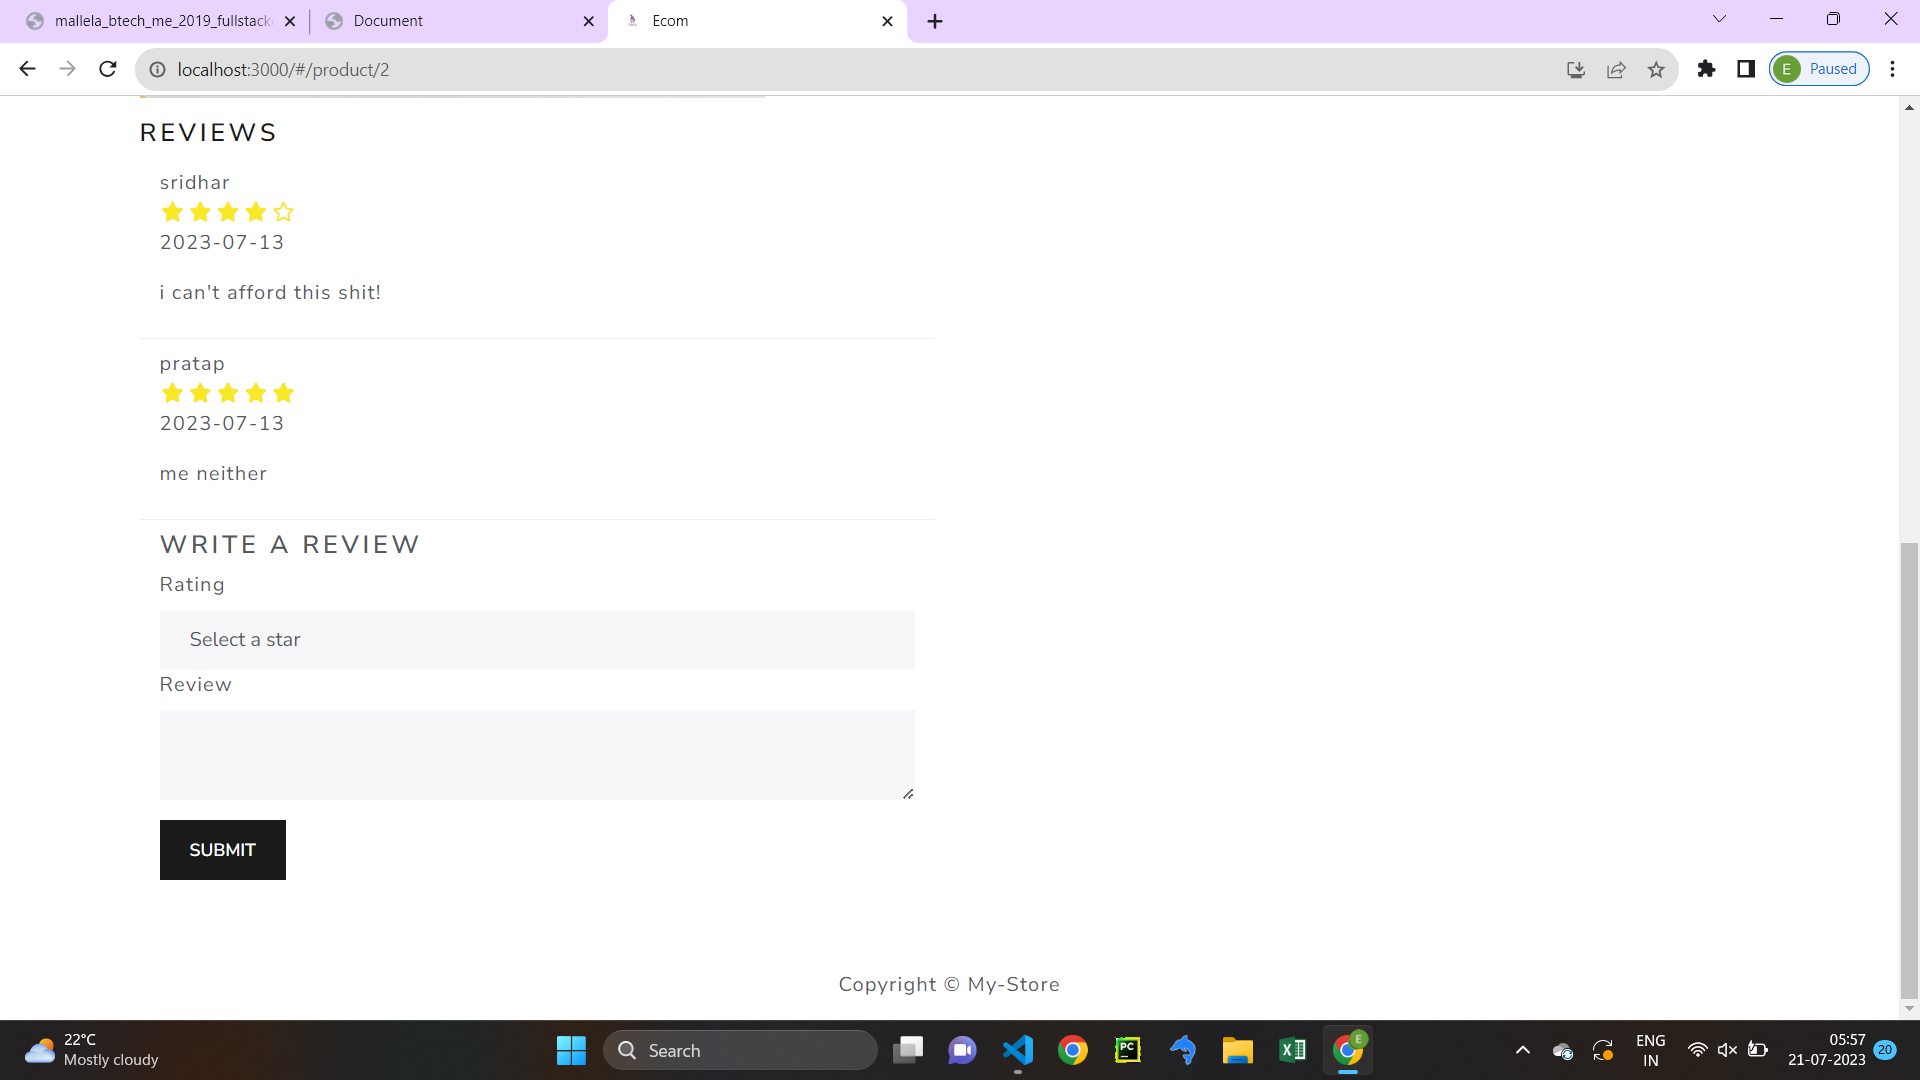 mallela_btech_me_2019_fullstack
Document
Ecom
localhost:3000/#/product/2
E
Paused
REVIEWS
sridhar
2023-07-13
i can't afford this shit!
pratap
2023-07-13
me neither
WRITE A REVIEW
Rating
Select a star
Review
SUBMIT
Copyright © My-Store
22°C
Mostly cloudy
Search
PC
E
ENG
IN
05:57
21-07-2023
20